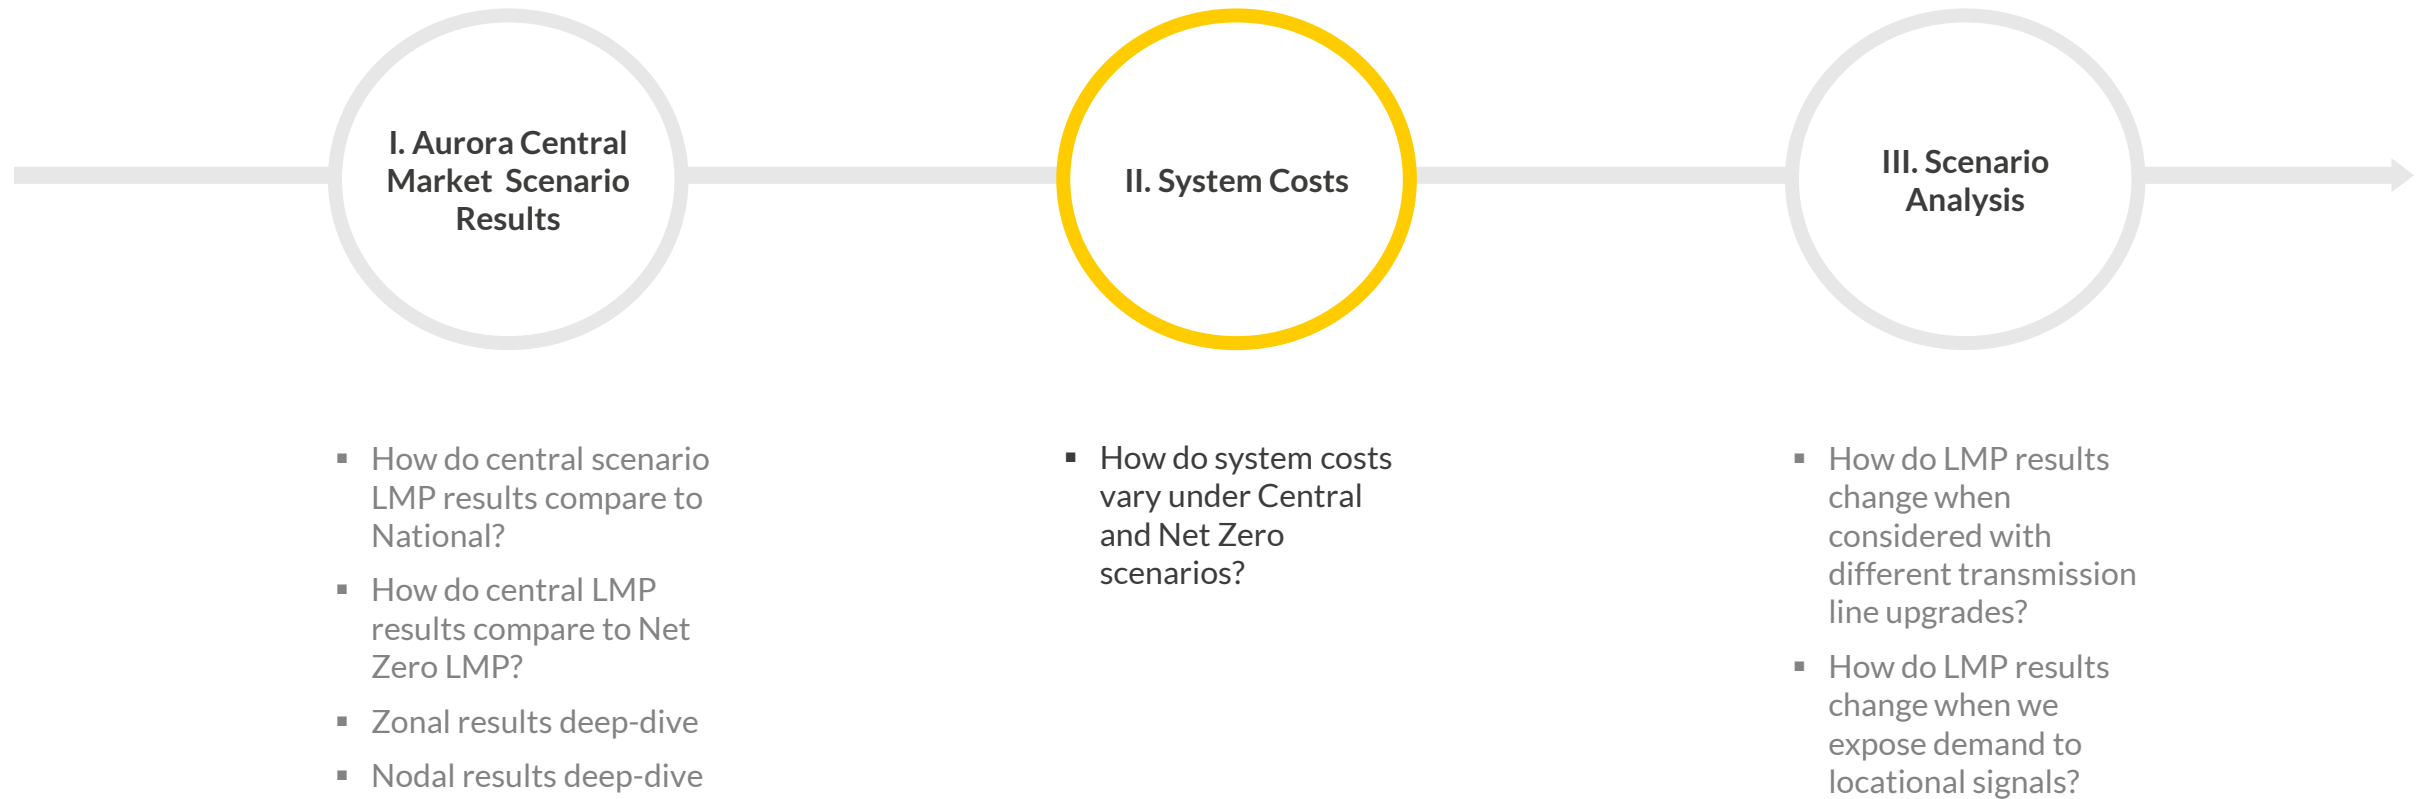 I. Aurora Central
Market Scenario
Results
II. System Costs
III. Scenario
Analysis
▪ How do central scenario
LMP results compare to
National?
▪ How do central LMP
results compare to Net
Zero LMP?
▪ Zonal results deep-dive
▪ Nodal results deep-dive
▪ How do system costs
vary under Central
and Net Zero
scenarios?
▪ How do LMP results
change when
considered with
different transmission
line upgrades?
▪ How do LMP results
change when we
expose demand to
locational signals?